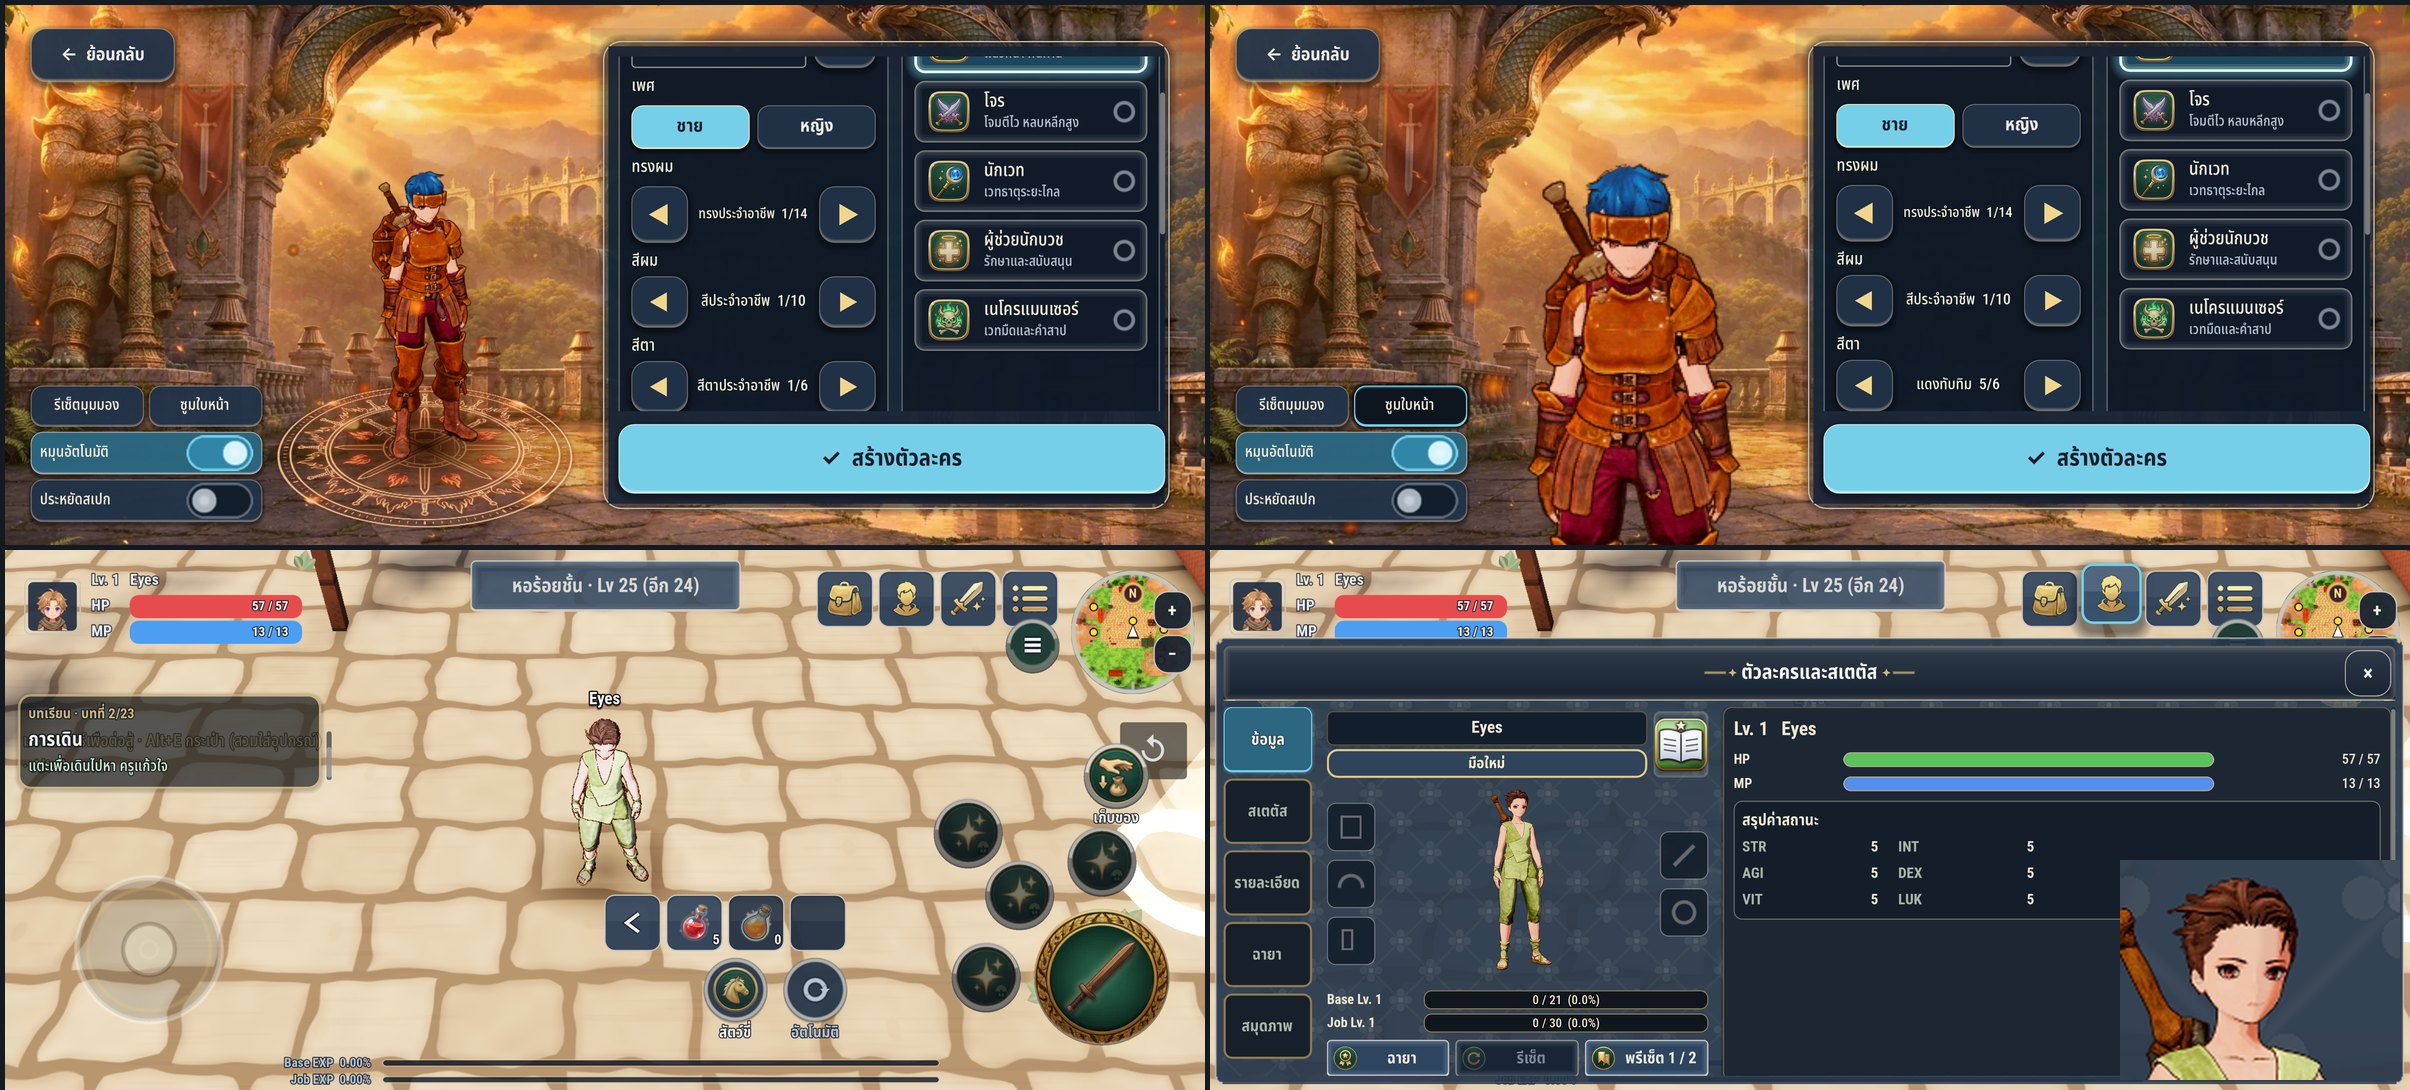 ← ย้อนกลับ
เพศ
ชาย
หญิง
ทรงผม
ทรงประจำอาชีพ 1/14
สีผม
สีประจำอาชีพ 1/10
สีตา
สีตาประจำอาชีพ 1/6
โจร
โจมตีไว หลบหลีกสูง
นักเวท
เวทธาตุระยะไกล
ผู้ช่วยนักบวช
รักษาและสนับสนุน
เนโครแมนเซอร์
เวทมืดและคำสาป
รีเซ็ตมุมมอง
ซูมใบหน้า
หมุนอัตโนมัติ
ประหยัดสเปก
✓ สร้างตัวละคร
← ย้อนกลับ
เพศ
ชาย
หญิง
ทรงผม
ทรงประจำอาชีพ 1/14
สีผม
สีประจำอาชีพ 1/10
สีตา
แดงทับทิม 5/6
โจร
โจมตีไว หลบหลีกสูง
นักเวท
เวทธาตุระยะไกล
ผู้ช่วยนักบวช
รักษาและสนับสนุน
เนโครแมนเซอร์
เวทมืดและคำสาป
รีเซ็ตมุมมอง
ซูมใบหน้า
หมุนอัตโนมัติ
ประหยัดสเปก
✓ สร้างตัวละคร
Lv. 1 Eyes
HP 57 / 57
MP 13 / 13
หอร้อยชั้น · Lv 25 (อีก 24)
N
+
-
บทเรียน · บทที่ 2/23
การเดิน
เพื่อต่อสู้ · Alt+E กระเป๋า (สวมใส่อุปกรณ์)
แตะเพื่อเดินไปหา ครูแก้วใจ
Eyes
เก็บของ
5
0
สัตว์ขี่
อัตโนมัติ
Base EXP 0.00%
Job EXP 0.00%
Lv. 1 Eyes
HP 57 / 57
MP 13 / 13
หอร้อยชั้น · Lv 25 (อีก 24)
N
+
ตัวละครและสเตตัส
×
ข้อมูล
สเตตัส
รายละเอียด
ฉายา
สมุดภาพ
Eyes
มือใหม่
Base Lv. 1 0 / 21 (0.0%)
Job Lv. 1 0 / 30 (0.0%)
ฉายา
รีเซ็ต
พรีเซ็ต 1 / 2
Lv. 1 Eyes
HP 57 / 57
MP 13 / 13
สรุปค่าสถานะ
STR 5 INT 5
AGI 5 DEX 5
VIT 5 LUK 5